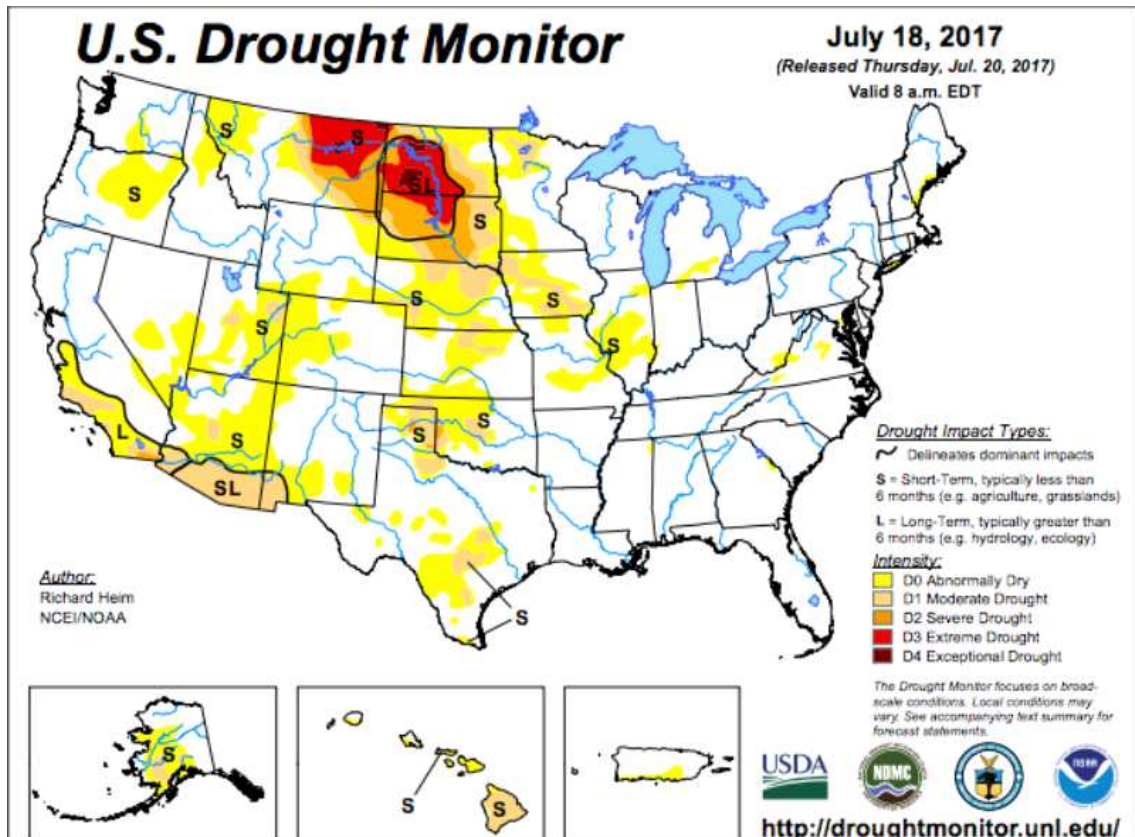 U.S. Drought Monitor
July 18, 2017
(Released Thursday, Jul. 20, 2017)
Valid 8 a.m. EDT
S
S
S
SL
S
S
S
S
S
L
S
S
S
S
SL
S
Author:
Richard Heim
NCEI/NOAA
Drought Impact Types:
Delineates dominant impacts
S = Short-Term, typically less than
6 months (e.g. agriculture, grasslands)
L = Long-Term, typically greater than
6 months (e.g. hydrology, ecology)
Intensity:
D0 Abnormally Dry
D1 Moderate Drought
D2 Severe Drought
D3 Extreme Drought
D4 Exceptional Drought
The Drought Monitor focuses on broad-
scale conditions. Local conditions may
vary. See accompanying text summary for
forecast statements.
S
S
S
USDA
NDMC
noaa
http://droughtmonitor.unl.edu/